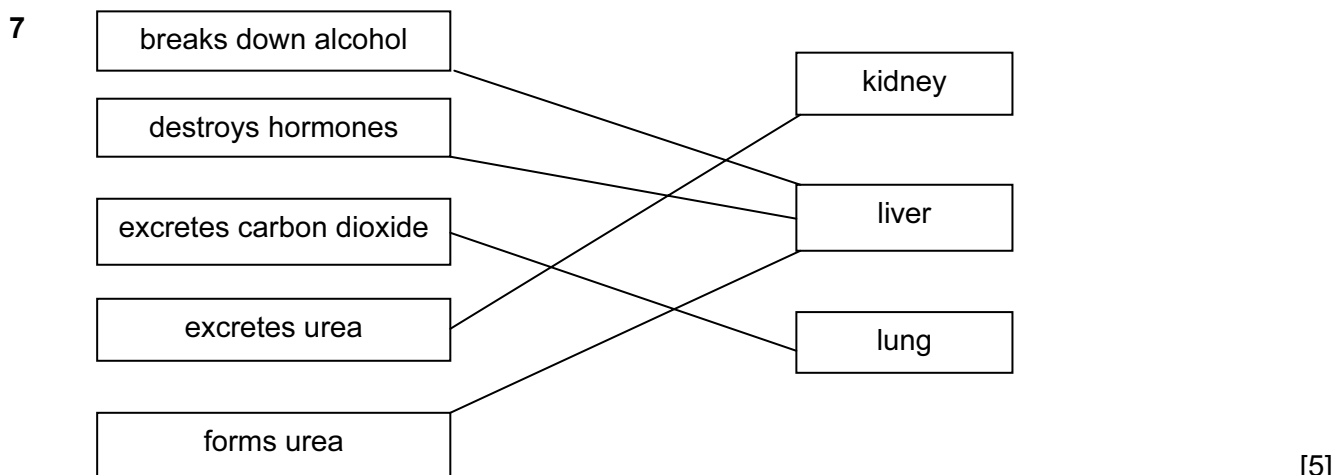 7
breaks down alcohol
destroys hormones
excretes carbon dioxide
excretes urea
forms urea
kidney
liver
lung
[5]